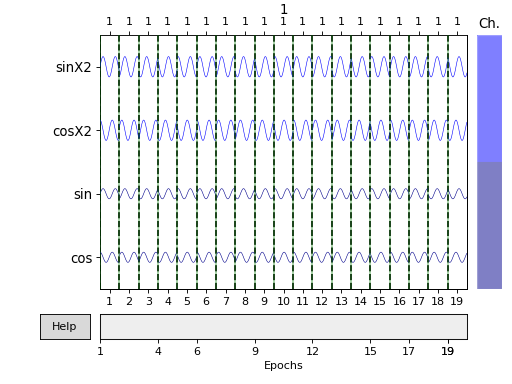 1
1 1 1 1 1 1 1 1 1 1 1 1 1 1 1 1 1 1 1
Ch.
sinX2
cosX2
sin
cos
1 2 3 4 5 6 7 8 9 10 11 12 13 14 15 16 17 18 19
Help
1 4 6 9 12 15 17 19
Epochs